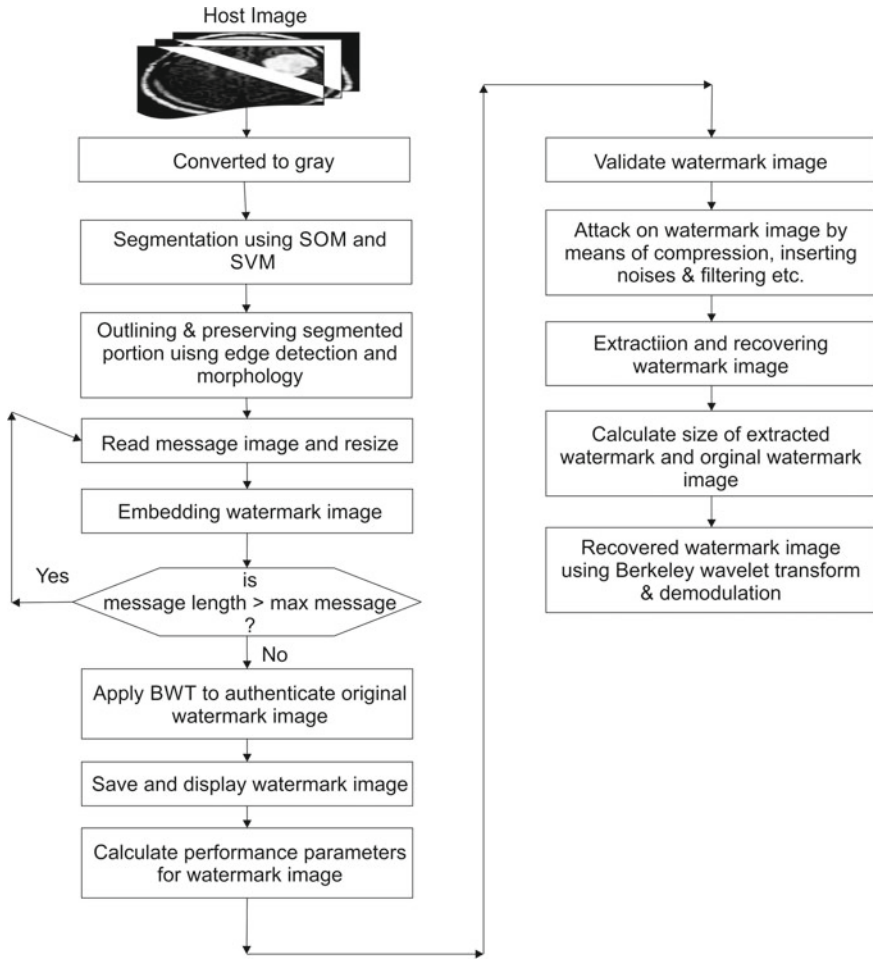 Host Image
Converted to gray
Segmentation using SOM and
SVM
Outlining & preserving segmented
portion uisng edge detection and
morphology
Read message image and resize
Embedding watermark image
Yes
is
message length > max message
?
No
Apply BWT to authenticate original
watermark image
Save and display watermark image
Calculate performance parameters
for watermark image
Validate watermark image
Attack on watermark image by
means of compression, inserting
noises & filtering etc.
Extractiion and recovering
watermark image
Calculate size of extracted
watermark and orginal watermark
image
Recovered watermark image
using Berkeley wavelet transform
& demodulation